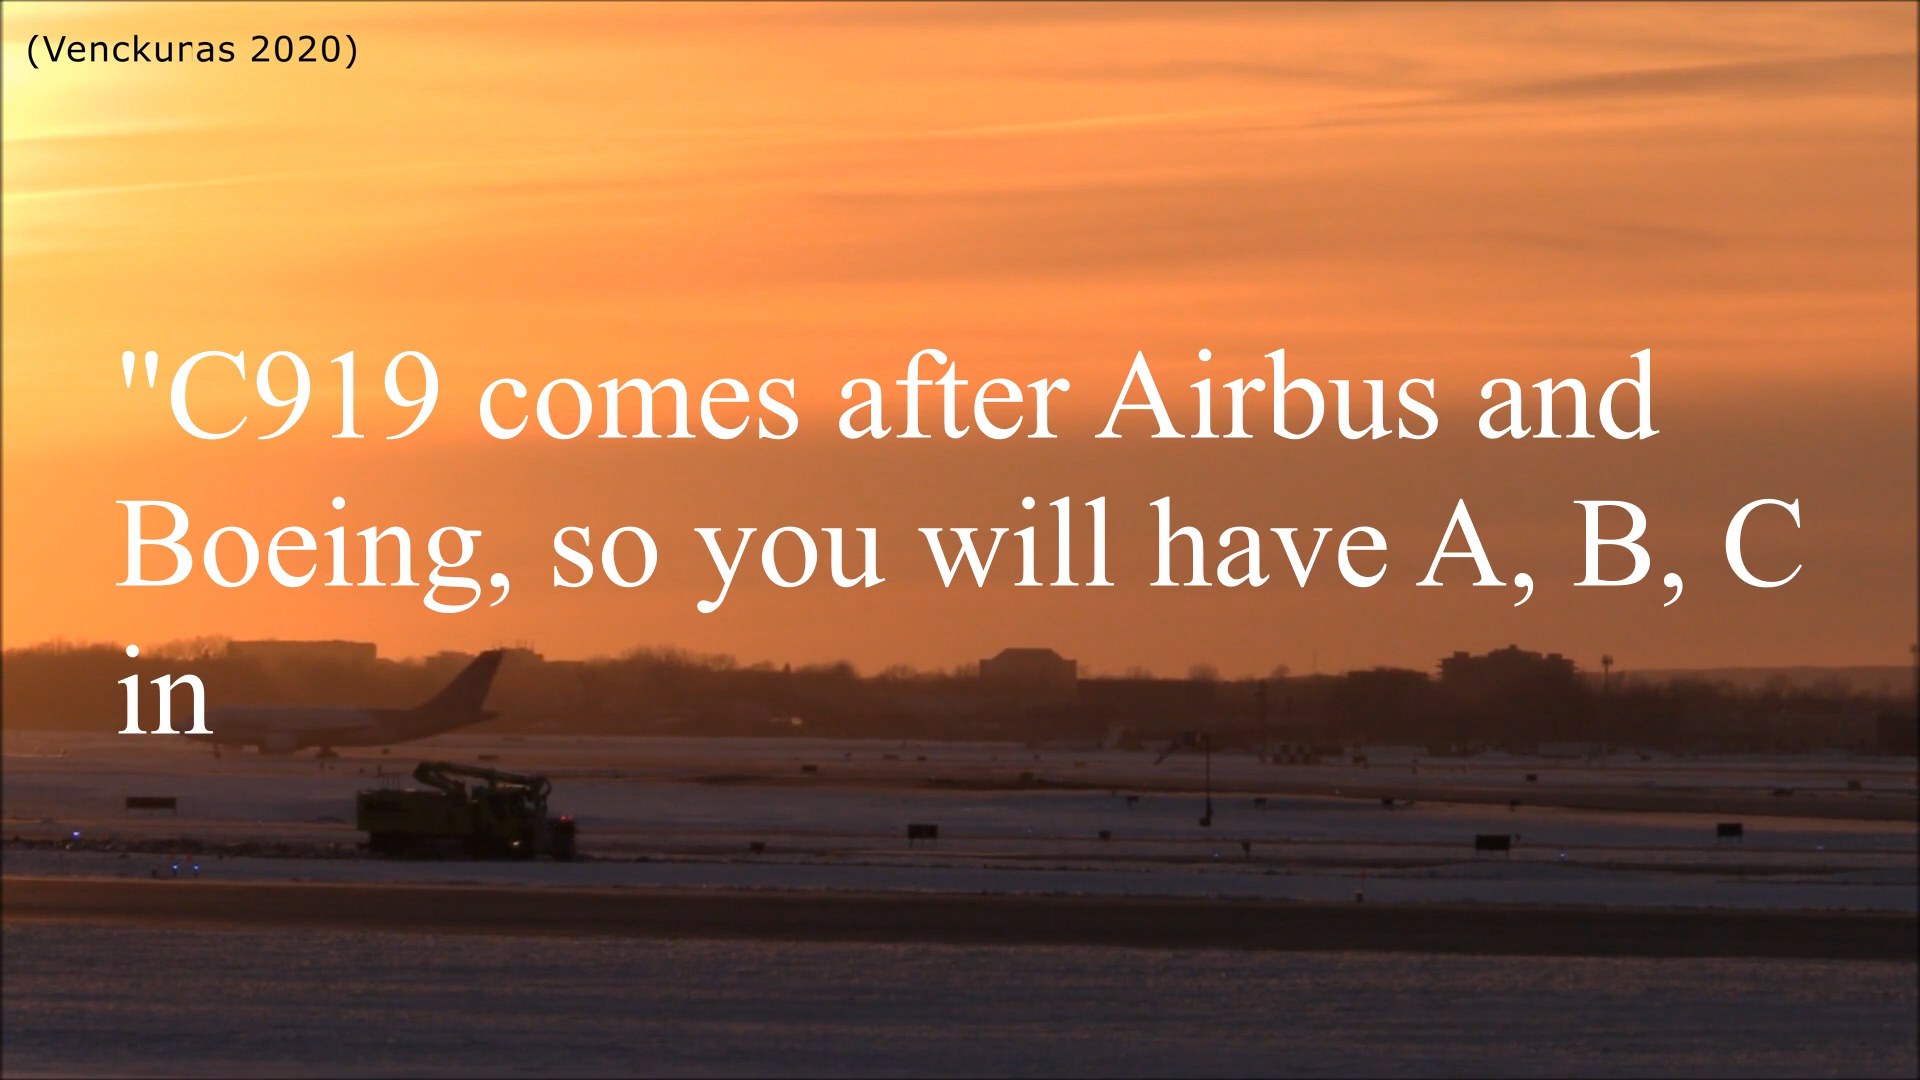 (Venckuras 2020)
"C919 comes after Airbus and
Boeing, so you will have A, B, C
in